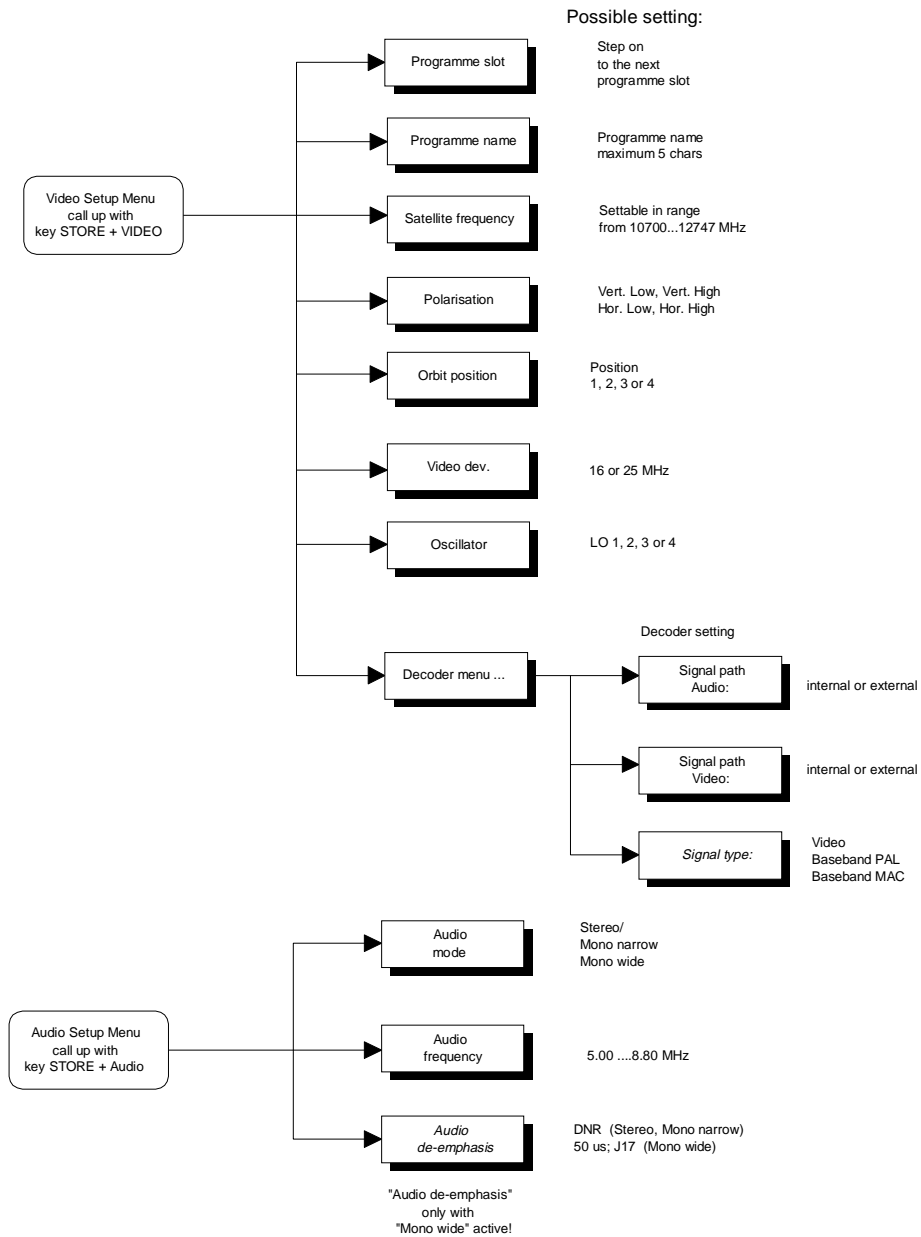 Possible setting:
Programme slot
Step on
to the next
programme slot
Programme name
Programme name
maximum 5 chars
Video Setup Menu
call up with
key STORE + VIDEO
Satellite frequency
Settable in range
from 10700...12747 MHz
Polarisation
Vert. Low, Vert. High
Hor. Low, Hor. High
Orbit position
Position
1, 2, 3 or 4
Video dev.
16 or 25 MHz
Oscillator
LO 1, 2, 3 or 4
Decoder menu ...
Decoder setting
Signal path
Audio:
internal or external
Signal path
Video:
internal or external
Signal type:
Video
Baseband PAL
Baseband MAC
Audio
mode
Stereo/
Mono narrow
Mono wide
Audio Setup Menu
call up with
key STORE + Audio
Audio
frequency
5.00 ....8.80 MHz
Audio
de-emphasis
DNR (Stereo, Mono narrow)
50 us; J17 (Mono wide)
"Audio de-emphasis"
only with
"Mono wide" active!